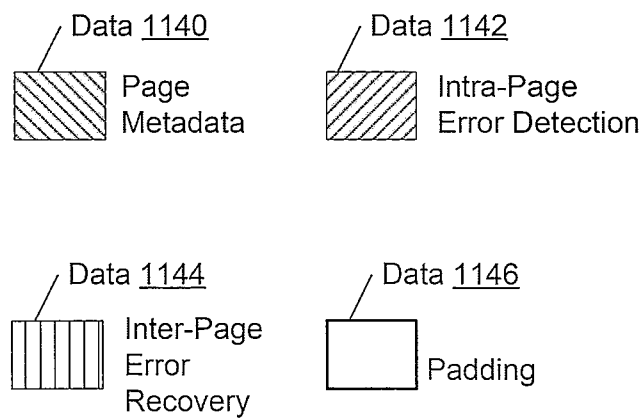 Data 1140
Page
Metadata
Data 1142
Intra-Page
Error Detection
Data 1144
Inter-Page
Error
Recovery
Data 1146
Padding